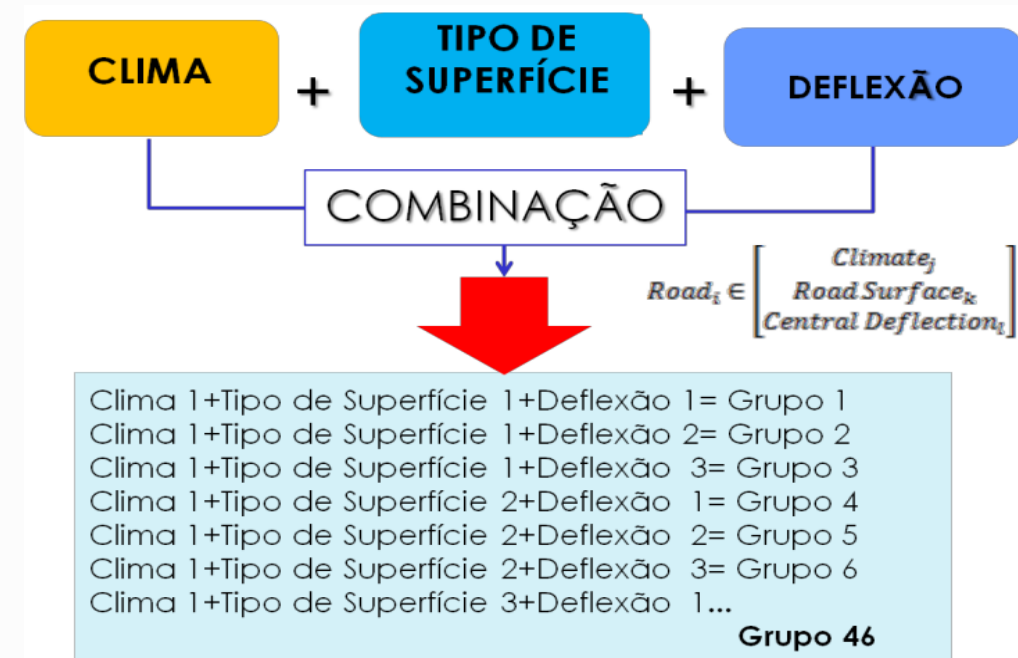 CLIMA
+
TIPO DE
SUPERFÍCIE
+
DEFLEXÃO
COMBINAÇÃO
Road_i ∈ [Climate_j
Road Surface_k
Central Deflection_l]
Clima 1+Tipo de Superfície 1+Deflexão 1= Grupo 1
Clima 1+Tipo de Superfície 1+Deflexão 2= Grupo 2
Clima 1+Tipo de Superfície 1+Deflexão 3= Grupo 3
Clima 1+Tipo de Superfície 2+Deflexão 1= Grupo 4
Clima 1+Tipo de Superfície 2+Deflexão 2= Grupo 5
Clima 1+Tipo de Superfície 2+Deflexão 3= Grupo 6
Clima 1+Tipo de Superfície 3+Deflexão 1...
Grupo 46